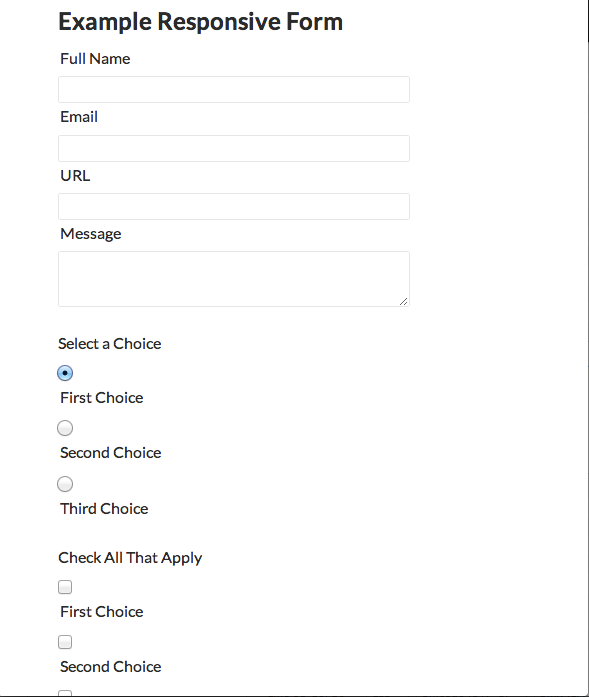 Example Responsive Form
Full Name
Email
URL
Message
Select a Choice
First Choice
Second Choice
Third Choice
Check All That Apply
First Choice
Second Choice